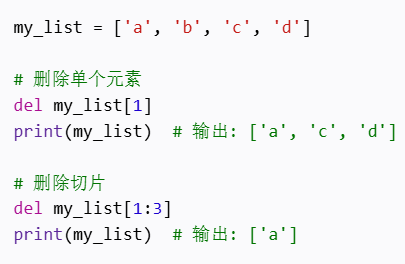 my_list = ['a', 'b', 'c', 'd']
# 删除单个元素
del my_list[1]
print(my_list)  # 输出: ['a', 'c', 'd']
# 删除切片
del my_list[1:3]
print(my_list)  # 输出: ['a']